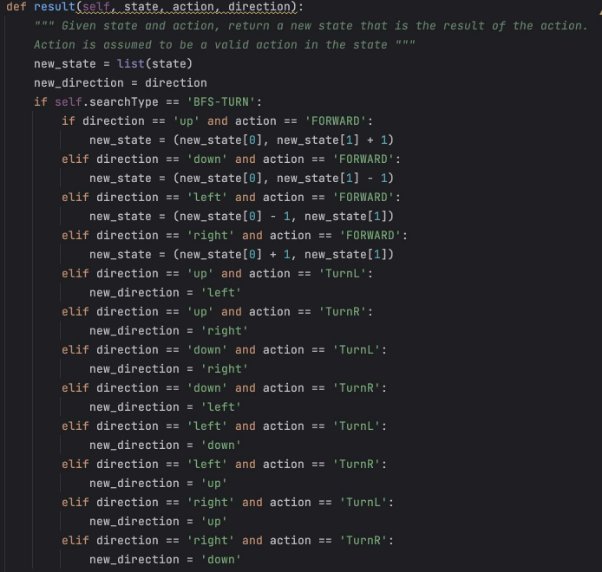 def result(self, state, action, direction):
    """ Given state and action, return a new state that is the result of the action.
    Action is assumed to be a valid action in the state """
    new_state = list(state)
    new_direction = direction
    if self.searchType == 'BFS-TURN':
        if direction == 'up' and action == 'FORWARD':
            new_state = (new_state[0], new_state[1] + 1)
        elif direction == 'down' and action == 'FORWARD':
            new_state = (new_state[0], new_state[1] - 1)
        elif direction == 'left' and action == 'FORWARD':
            new_state = (new_state[0] - 1, new_state[1])
        elif direction == 'right' and action == 'FORWARD':
            new_state = (new_state[0] + 1, new_state[1])
        elif direction == 'up' and action == 'TurnL':
            new_direction = 'left'
        elif direction == 'up' and action == 'TurnR':
            new_direction = 'right'
        elif direction == 'down' and action == 'TurnL':
            new_direction = 'right'
        elif direction == 'down' and action == 'TurnR':
            new_direction = 'left'
        elif direction == 'left' and action == 'TurnL':
            new_direction = 'down'
        elif direction == 'left' and action == 'TurnR':
            new_direction = 'up'
        elif direction == 'right' and action == 'TurnL':
            new_direction = 'up'
        elif direction == 'right' and action == 'TurnR':
            new_direction = 'down'